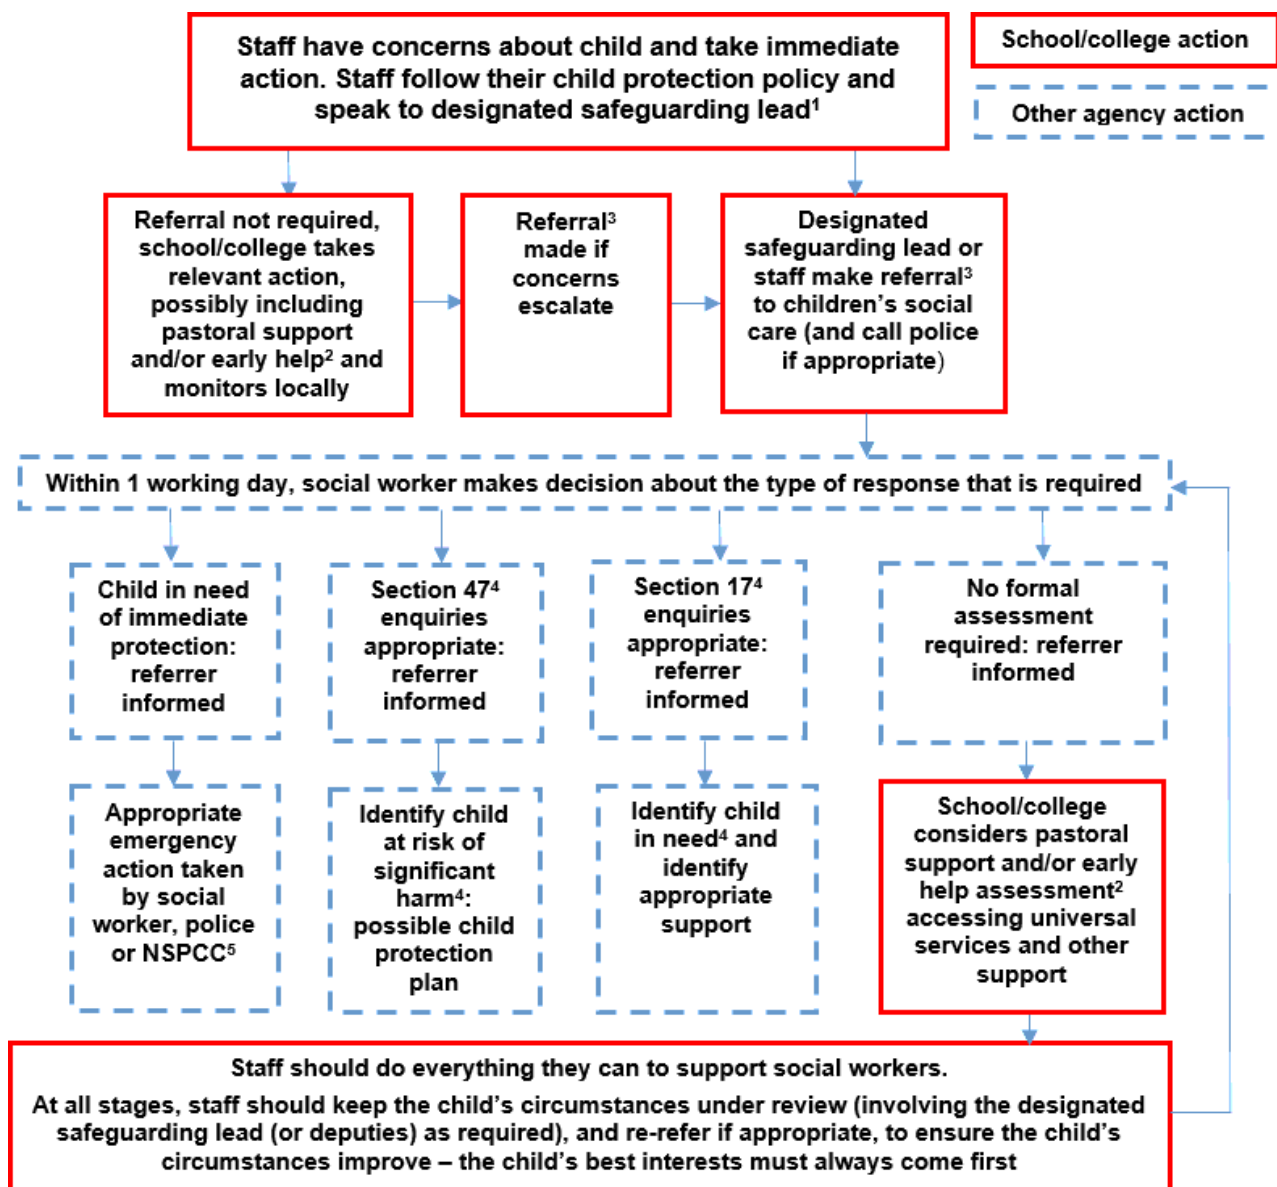 Staff have concerns about child and take immediate
action. Staff follow their child protection policy and
speak to designated safeguarding lead¹
School/college action
Other agency action
Referral not required,
school/college takes
relevant action,
possibly including
pastoral support
and/or early help² and
monitors locally
Referral³
made if
concerns
escalate
Designated
safeguarding lead or
staff make referral³
to children’s social
care (and call police
if appropriate)
Within 1 working day, social worker makes decision about the type of response that is required
Child in need
of immediate
protection:
referrer
informed
Section 47⁴
enquiries
appropriate:
referrer
informed
Section 17⁴
enquiries
appropriate:
referrer
informed
No formal
assessment
required: referrer
informed
Appropriate
emergency
action taken
by social
worker, police
or NSPCC⁵
Identify child
at risk of
significant
harm⁴:
possible child
protection
plan
Identify child
in need⁴ and
identify
appropriate
support
School/college
considers pastoral
support and/or early
help assessment²
accessing universal
services and other
support
Staff should do everything they can to support social workers.
At all stages, staff should keep the child’s circumstances under review (involving the designated
safeguarding lead (or deputies) as required), and re-refer if appropriate, to ensure the child’s
circumstances improve – the child’s best interests must always come first